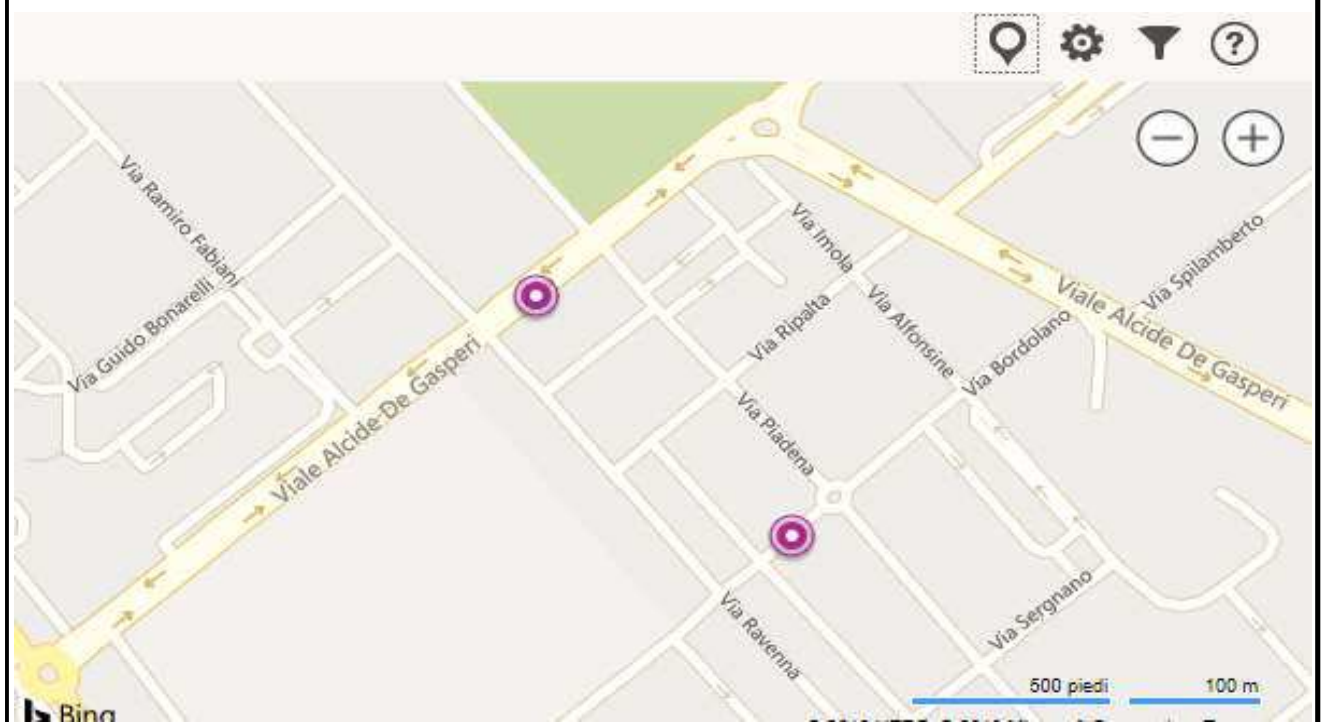 ?
Via Ramiro Fabiani
Via Guido Bonarelli
Via Imola
Via Spilamberto
Via Ripalta
Via Alfonsine
Viale Alcide De Gasperi
Via Bordolano
Viale Alcide De Gasperi
Via Piadena
Via Sergnano
Via Ravenna
500 piedi
100 m
Bing